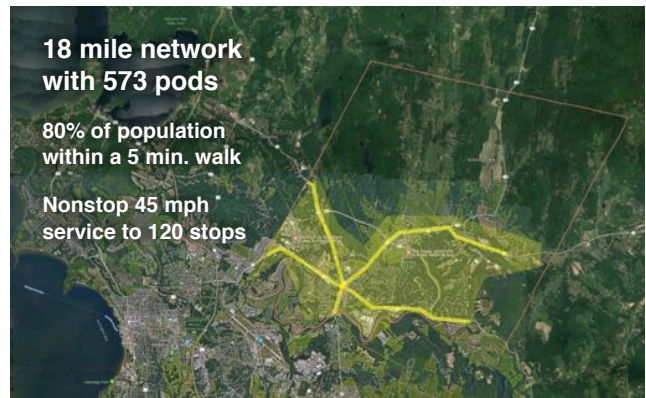 18 mile network
with 573 pods
80% of population
within a 5 min. walk
Nonstop 45 mph
service to 120 stops